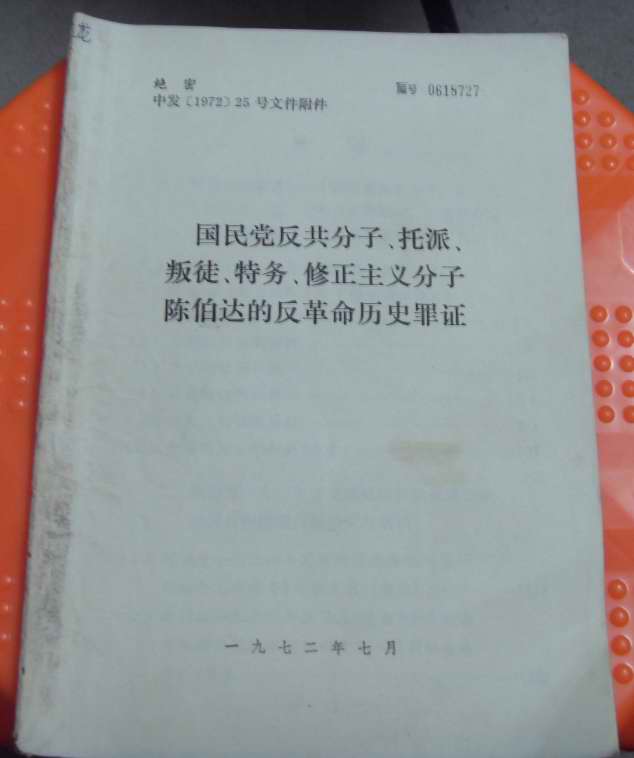 绝密
中发〔1972〕25号文件附件
编号 0618727
国民党反共分子、托派、
叛徒、特务、修正主义分子
陈伯达的反革命历史罪证
一九七二年七月